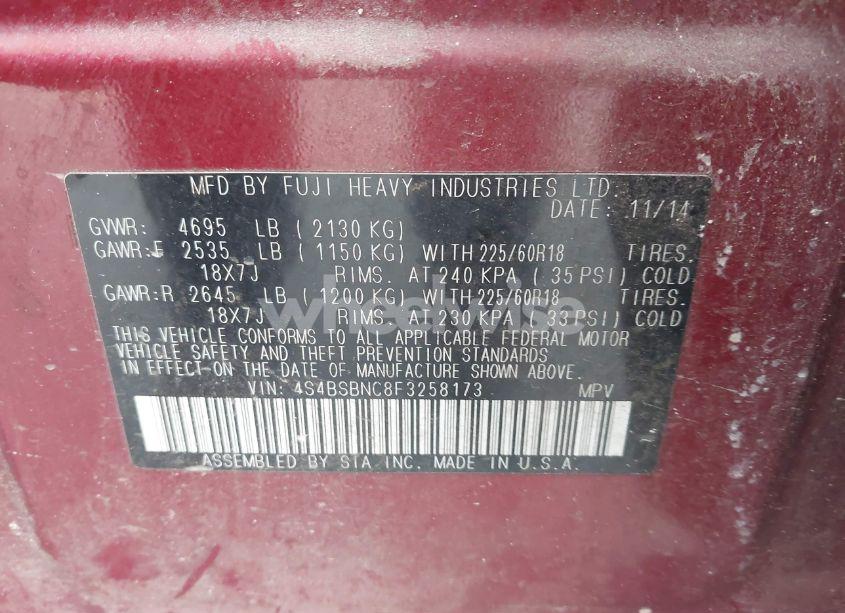 MFD BY FUJI HEAVY INDUSTRIES LTD.
DATE: 11/14
GVWR: 4695 LB ( 2130 KG)
GAWR:F 2535 LB ( 1150 KG) WITH 225/60R18 TIRES.
18X7J RIMS. AT 240 KPA ( 35 PSI) COLD
GAWR:R 2645 LB ( 1200 KG) WITH 225/60R18 TIRES.
18X7J RIMS. AT 230 KPA ( 33 PSI) COLD
THIS VEHICLE CONFORMS TO ALL APPLICABLE FEDERAL MOTOR
VEHICLE SAFETY AND THEFT PREVENTION STANDARDS
IN EFFECT ON THE DATE OF MANUFACTURE SHOWN ABOVE.
VIN: 4S4BSBNC8F3258173 MPV
ASSEMBLED BY SIA INC. MADE IN U.S.A.
wheelwise